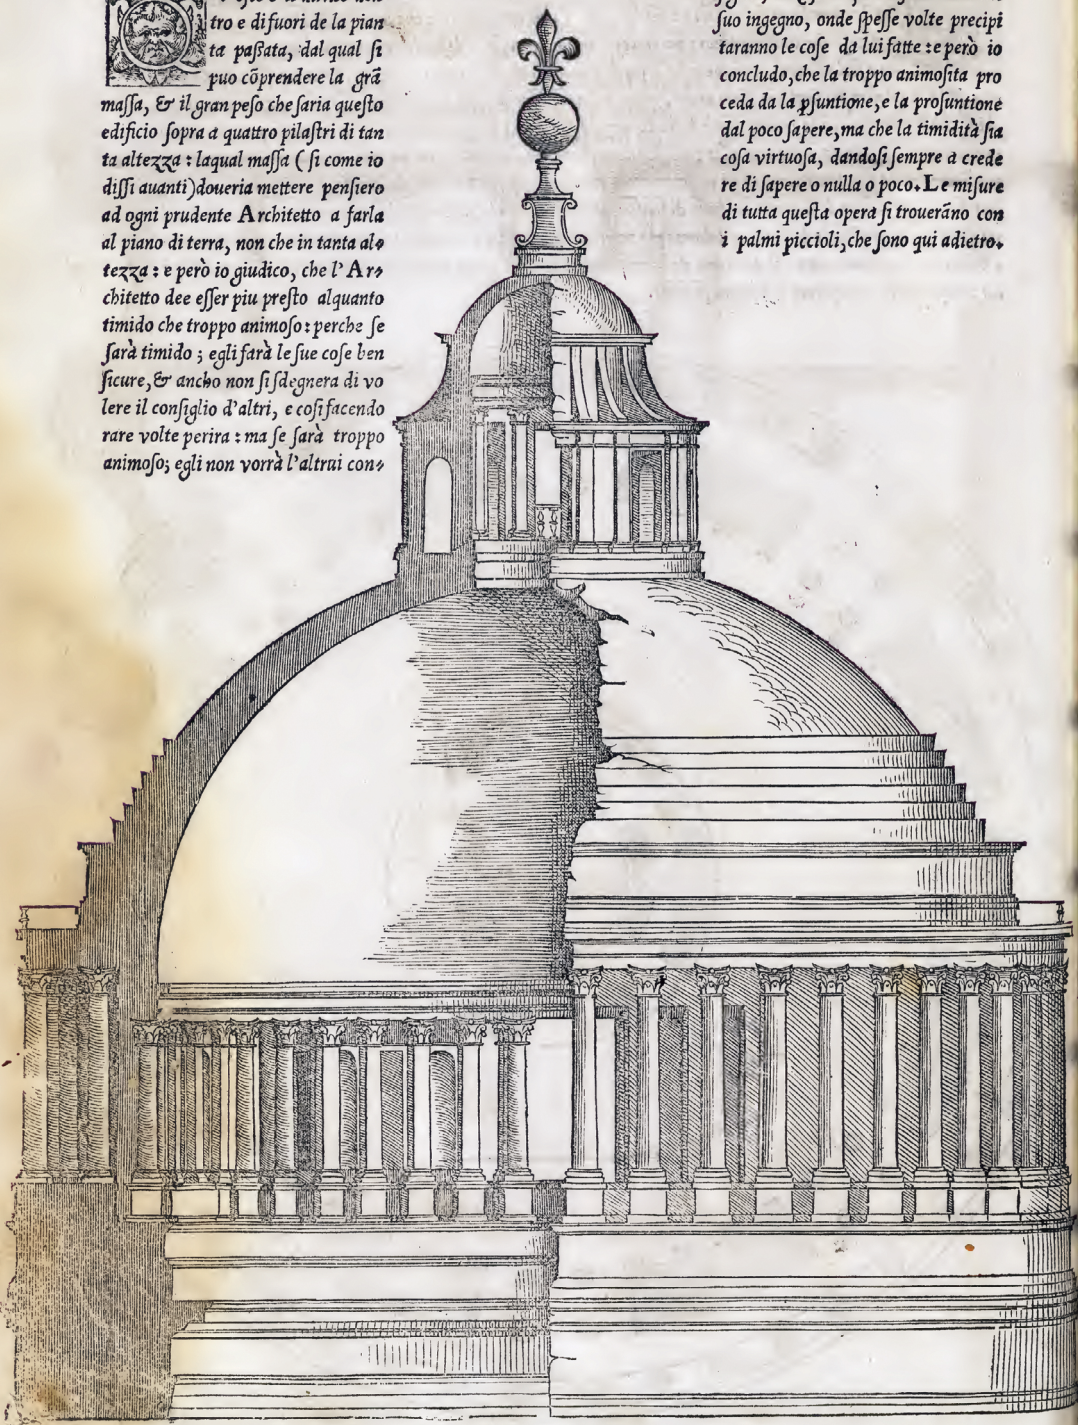 tro e difuori de la pian
ta paſſata, dal qual ſi
puo cõprendere la grã
maſſa, & il gran peſo che ſaria queſto
edificio ſopra a quattro pilaſtri di tan
ta altezza : laqual maſſa ( ſi come io
diſſi auanti)doueria mettere penſiero
ad ogni prudente Architetto a farla
al piano di terra, non che in tanta al-
tezza : e però io giudico, che l'Ar-
chitetto dee eſſer piu preſto alquanto
timido che troppo animoſo : perche ſe
ſarà timido ; egli farà le ſue coſe ben
ſicure, & ancho non ſi ſdegnera di vo
lere il conſiglio d'altri, e coſi facendo
rare volte perira : ma ſe ſarà troppo
animoſo; egli non vorrà l'altrui con-
ſuo ingegno, onde ſpeſſe volte precipi
taranno le coſe da lui fatte : e però io
concludo, che la troppo animoſita pro
ceda da la ꝓſuntione, e la proſuntione
dal poco ſapere, ma che la timidità ſia
coſa virtuoſa, dandoſi ſempre a crede
re di ſapere o nulla o poco. Le miſure
di tutta queſta opera ſi trouerãno con
i palmi piccioli, che ſono qui adietro.